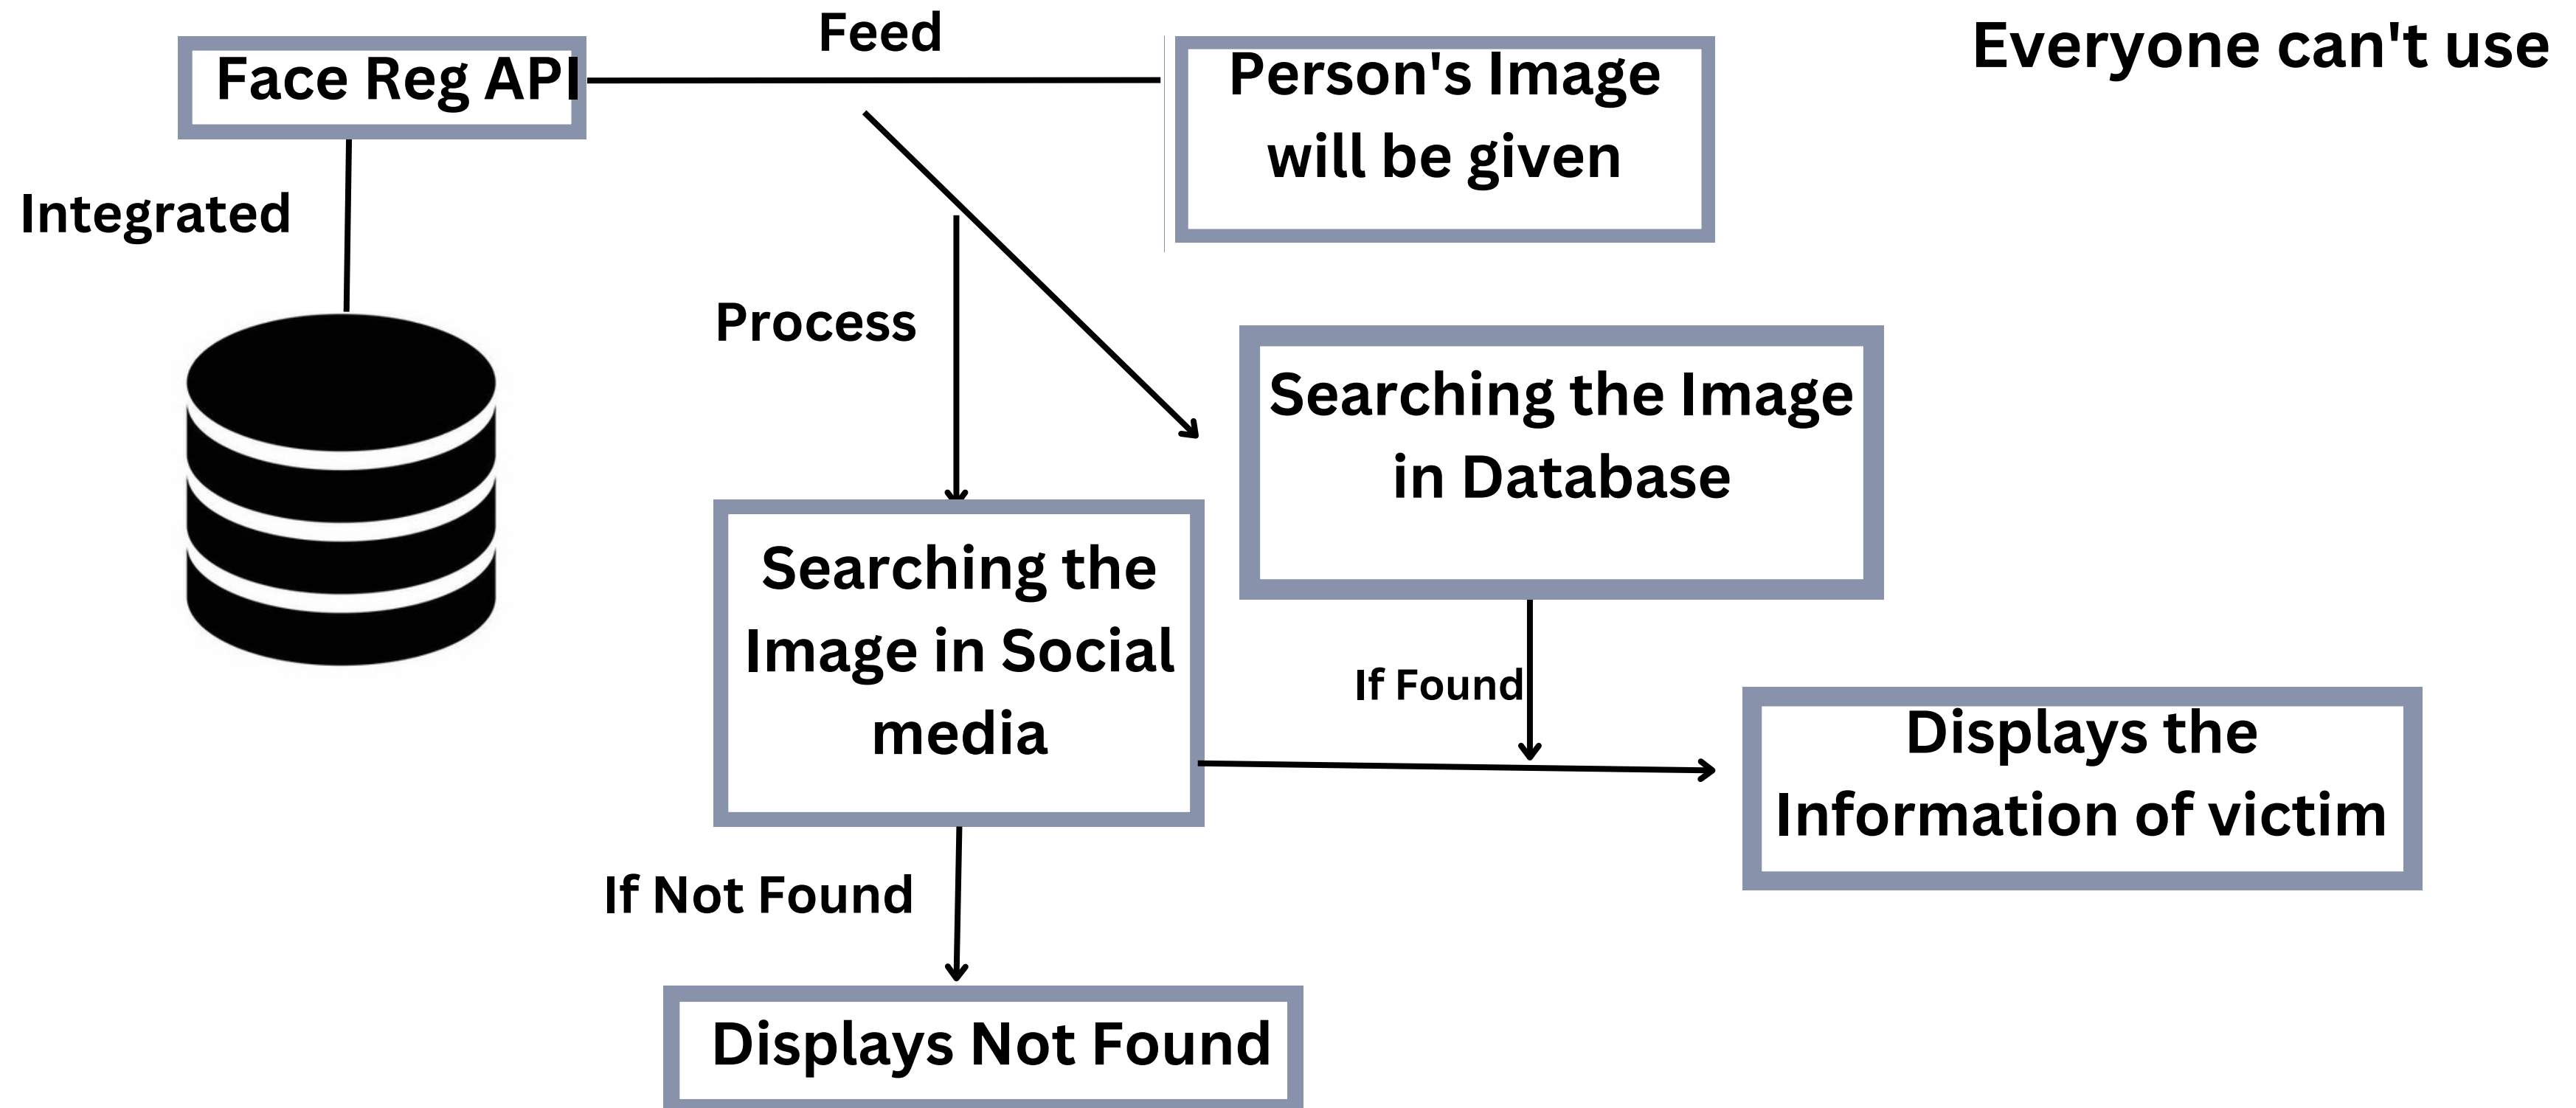 Feed
Everyone can't use
Face Reg API
Person's Image
will be given
Integrated
Process
Searching the Image
in Database
Searching the
Image in Social
media
If Found
Displays the
Information of victim
If Not Found
Displays Not Found